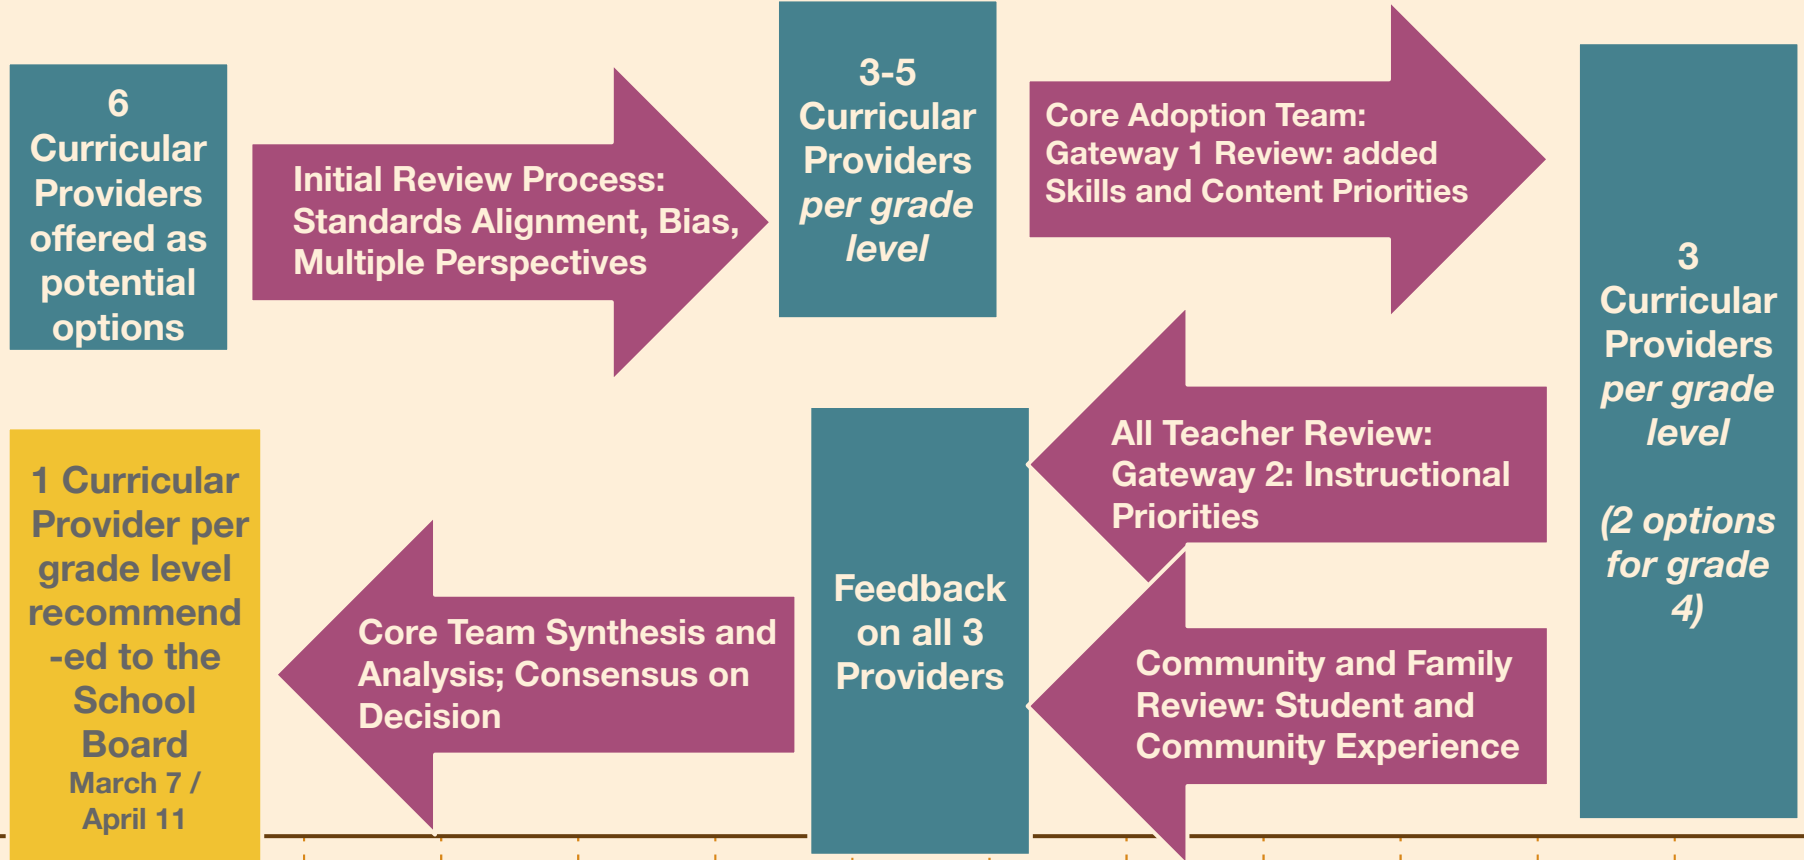 6
Curricular
Providers
offered as
potential
options
Initial Review Process:
Standards Alignment, Bias,
Multiple Perspectives
3-5
Curricular
Providers
per grade
level
Core Adoption Team:
Gateway 1 Review: added
Skills and Content Priorities
3
Curricular
Providers
per grade
level
(2 options
for grade
4)
All Teacher Review:
Gateway 2: Instructional
Priorities
Community and Family
Review: Student and
Community Experience
Feedback
on all 3
Providers
Core Team Synthesis and
Analysis; Consensus on
Decision
1 Curricular
Provider per
grade level
recommend
-ed to the
School
Board
March 7 /
April 11